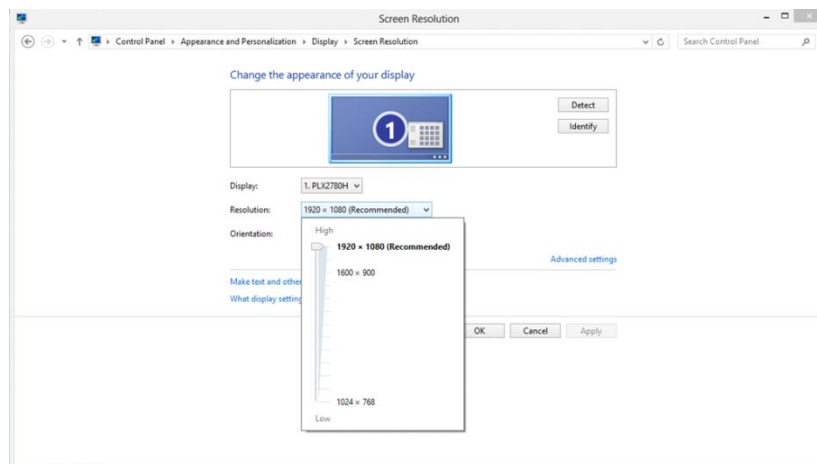 Screen Resolution
Control Panel Appearance and Personalization Display Screen Resolution Search Control Panel
Change the appearance of your display
1
Detect
Identify
Display: 1. PLX2780H
Resolution: 1920 × 1080 (Recommended)
Orientation: High
1920 × 1080 (Recommended)
Advanced settings
1600 × 900
Make text and other
What display setting
OK Cancel Apply
1024 × 768
Low